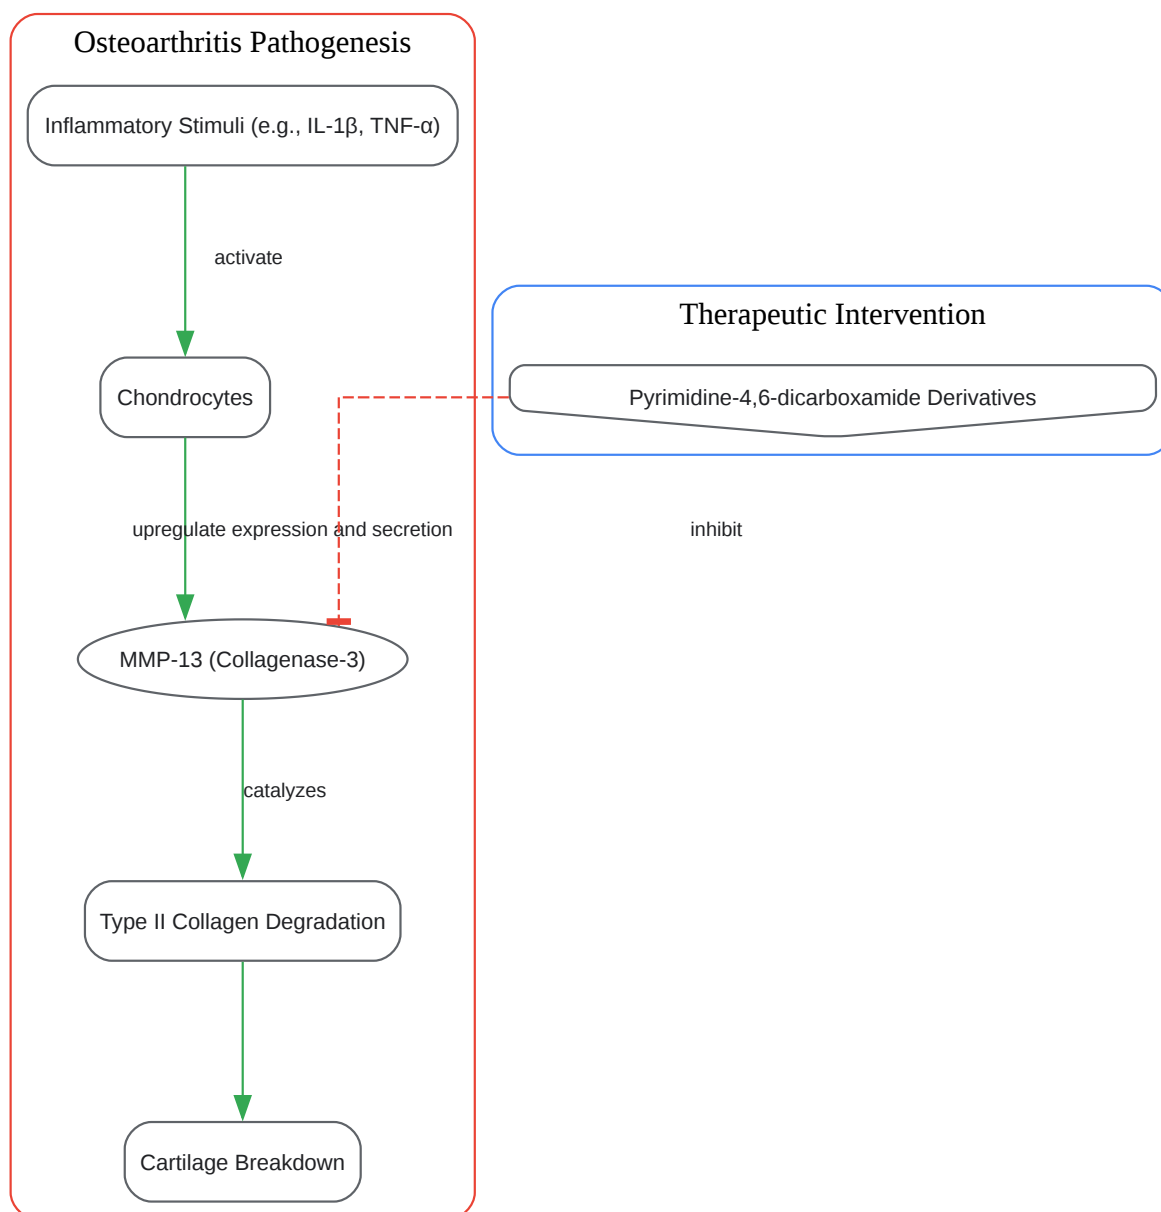 Osteoarthritis Pathogenesis
Inflammatory Stimuli (e.g., IL-1β, TNF-α)
activate
Therapeutic Intervention
Chondrocytes
Pyrimidine-4,6-dicarboxamide Derivatives
upregulate expression and secretion
inhibit
MMP-13 (Collagenase-3)
catalyzes
Type II Collagen Degradation
Cartilage Breakdown